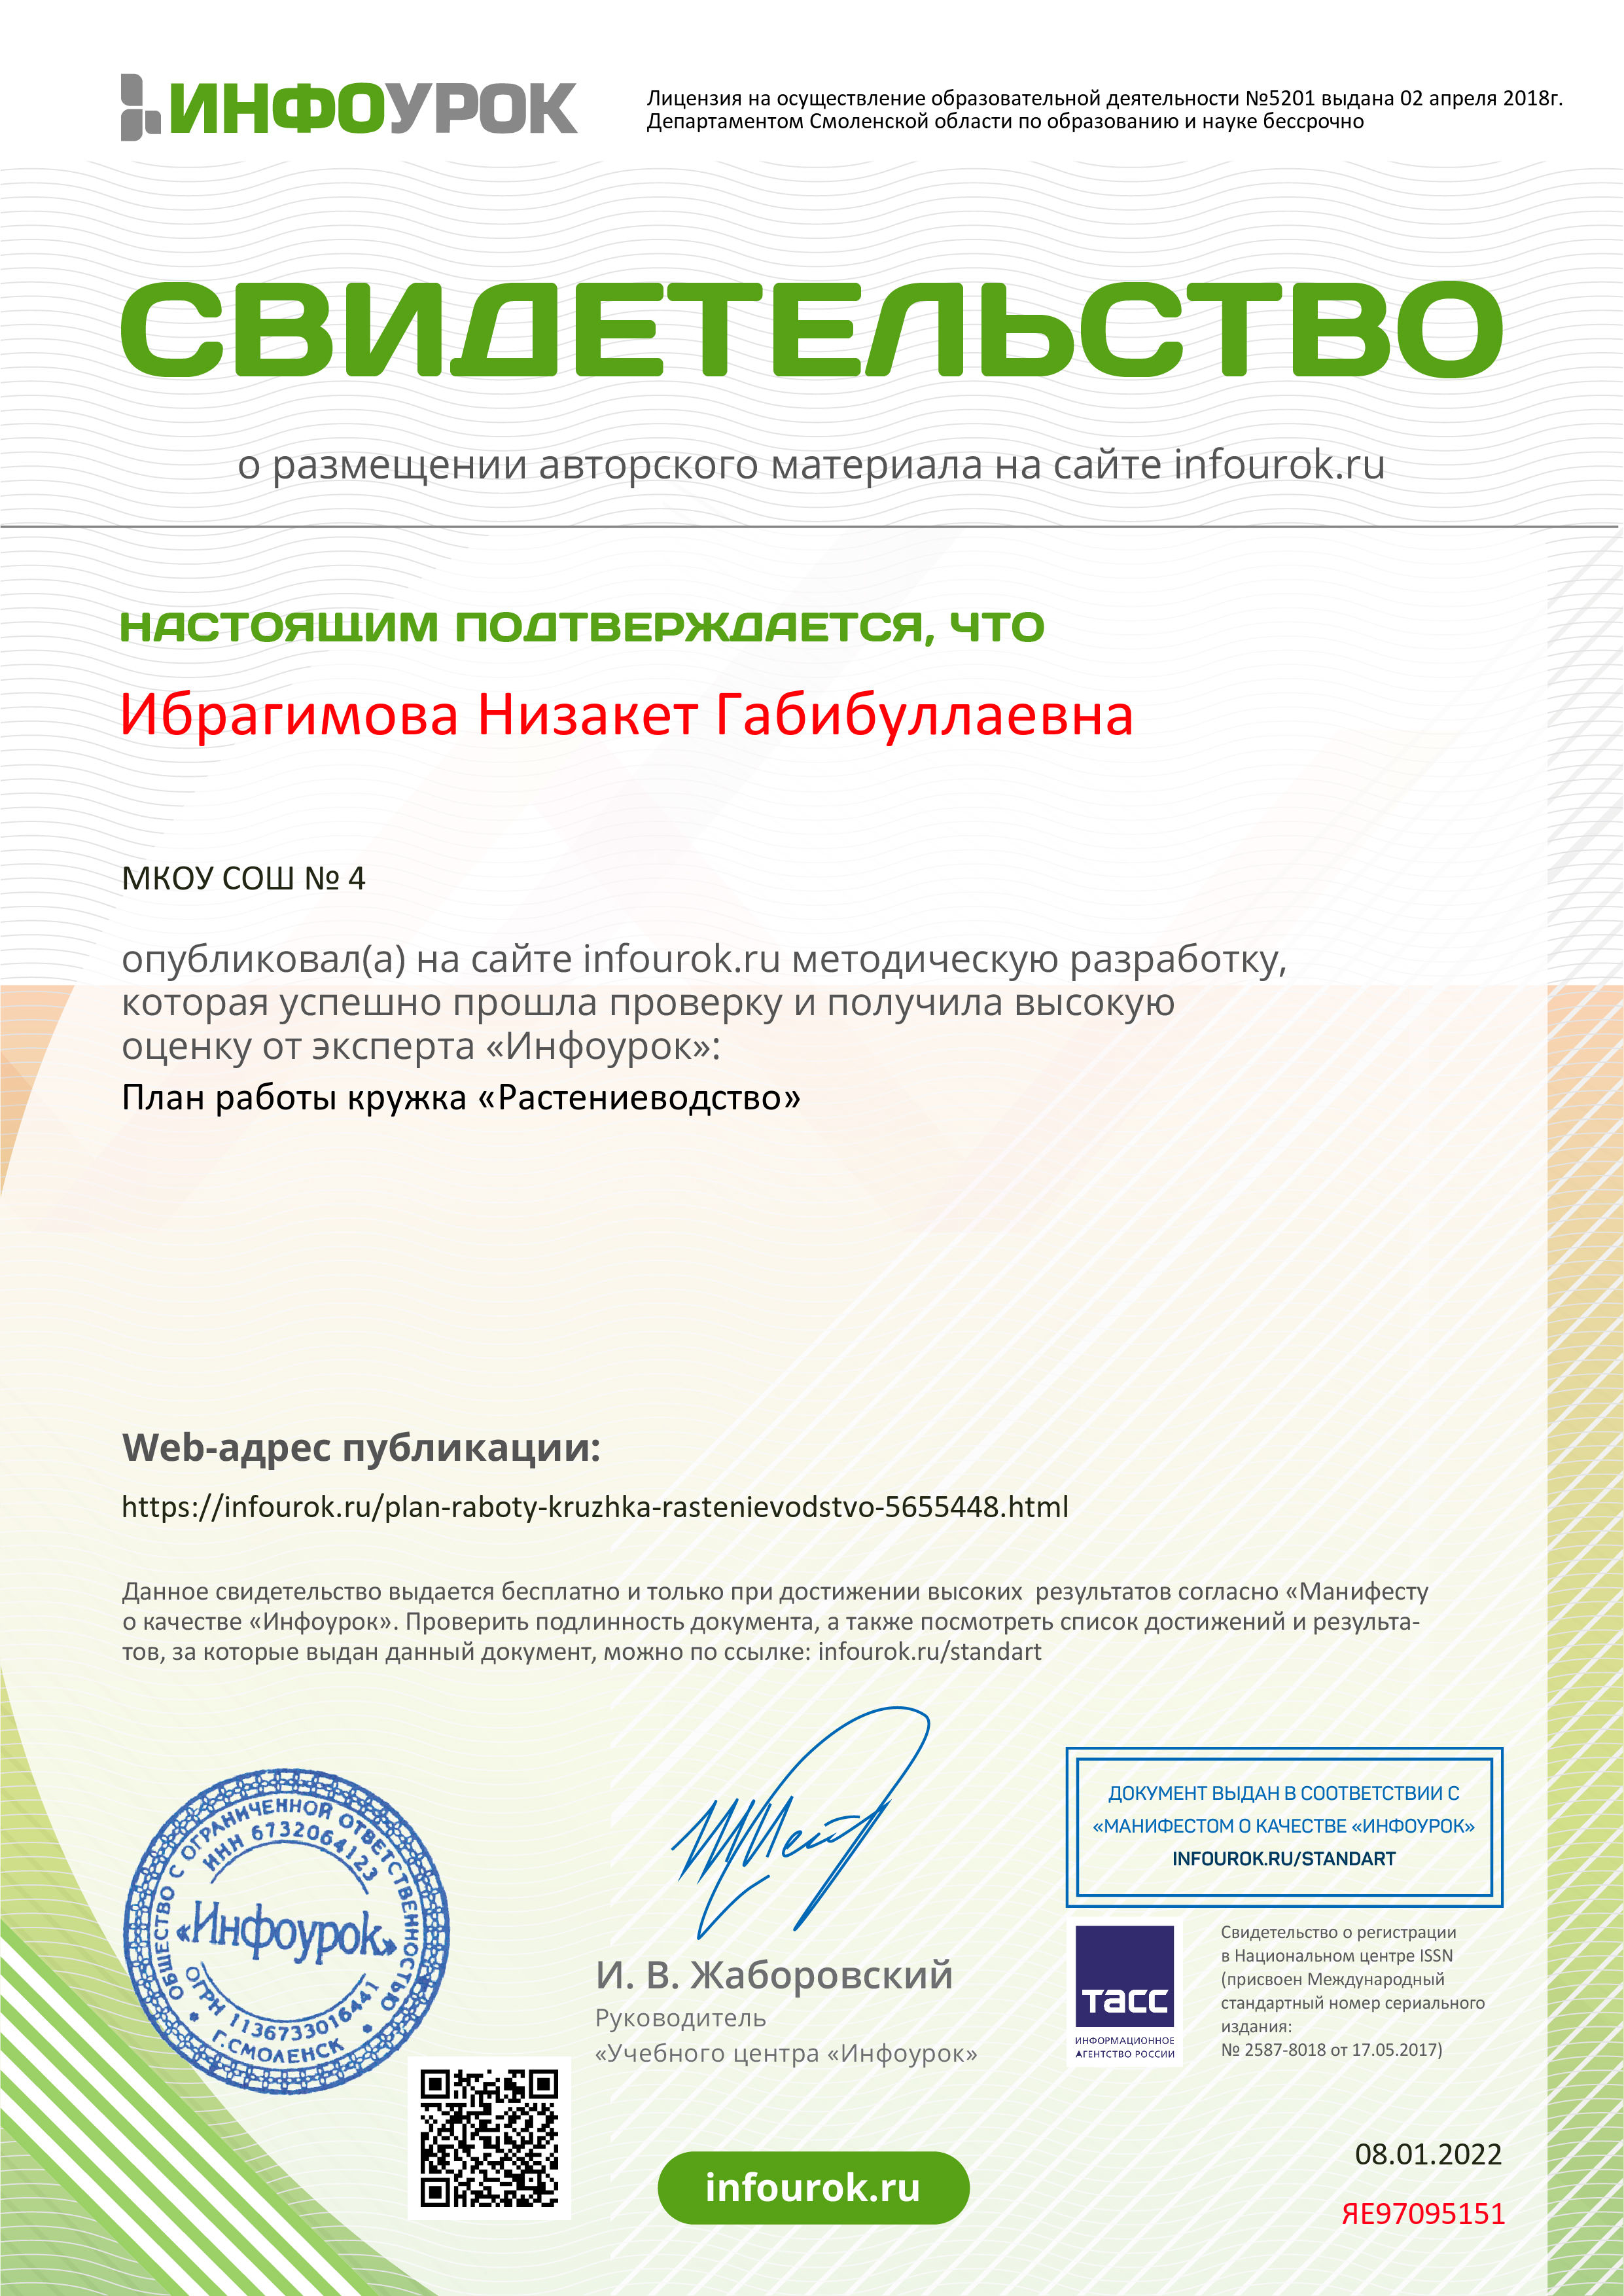 ИНФОУРОК
Лицензия на осуществление образовательной деятельности №5201 выдана 02 апреля 2018г.
Департаментом Смоленской области по образованию и науке бессрочно
СВИДЕТЕЛЬСТВО
о размещении авторского материала на сайте infourok.ru
НАСТОЯЩИМ ПОДТВЕРЖДАЕТСЯ, ЧТО
Ибрагимова Низакет Габибуллаевна
МКОУ СОШ № 4
опубликовал(а) на сайте infourok.ru методическую разработку,
которая успешно прошла проверку и получила высокую
оценку от эксперта «Инфоурок»:
План работы кружка «Растениеводство»
Web-адрес публикации:
https://infourok.ru/plan-raboty-kruzhka-rastenievodstvo-5655448.html
Данное свидетельство выдается бесплатно и только при достижении высоких результатов согласно «Манифесту
о качестве «Инфоурок». Проверить подлинность документа, а также посмотреть список достижений и результа-
тов, за которые выдан данный документ, можно по ссылке: infourok.ru/standart
ОБЩЕСТВО С ОГРАНИЧЕННОЙ ОТВЕТСТВЕННОСТЬЮ
ИНН 6732064123
«Инфоурок»
ОГРН 1136733016441
Г.СМОЛЕНСК
И. В. Жаборовский
Руководитель
«Учебного центра «Инфоурок»
ДОКУМЕНТ ВЫДАН В СООТВЕТСТВИИ С
«МАНИФЕСТОМ О КАЧЕСТВЕ «ИНФОУРОК»
INFOUROK.RU/STANDART
ТАСС
ИНФОРМАЦИОННОЕ
АГЕНТСТВО РОССИИ
Свидетельство о регистрации
в Национальном центре ISSN
(присвоен Международный
стандартный номер сериального
издания:
№ 2587-8018 от 17.05.2017)
infourok.ru
08.01.2022
ЯЕ97095151